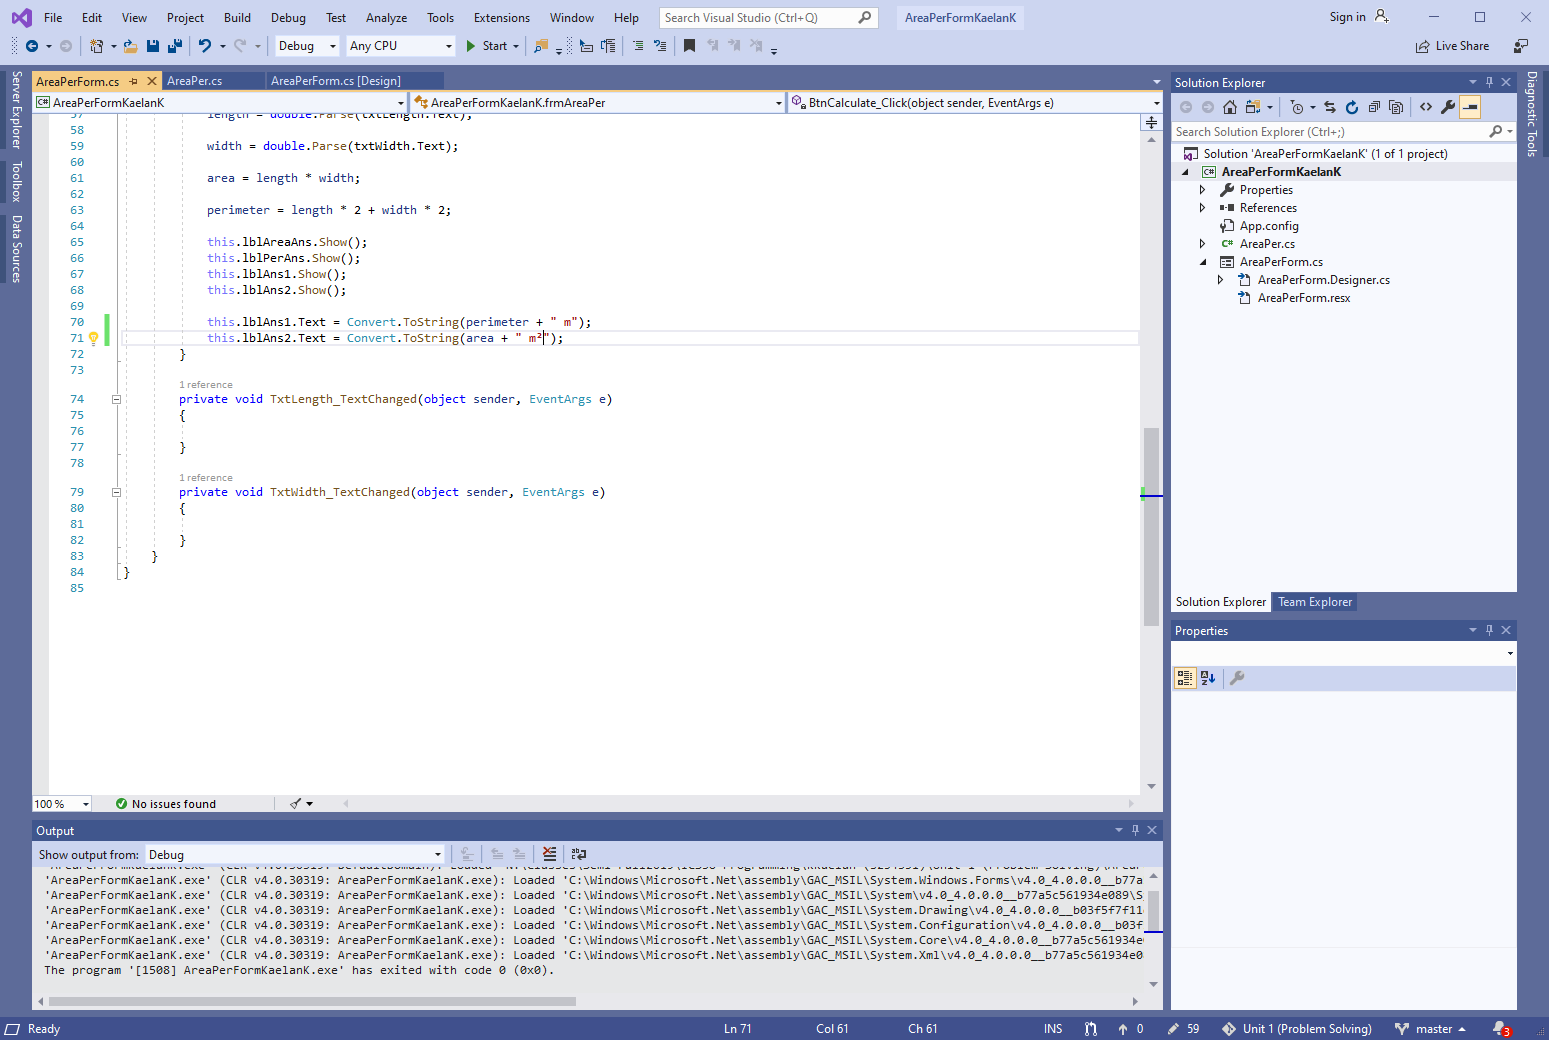 File Edit View Project Build Debug Test Analyze Tools Extensions Window Help Search Visual Studio (Ctrl+Q) AreaPerFormKaelanK Sign in
Debug Any CPU Start Live Share
Server Explorer
Toolbox
Data Sources
AreaPerForm.cs AreaPer.cs AreaPerForm.cs [Design]
C# AreaPerFormKaelanK AreaPerFormKaelanK.frmAreaPer BtnCalculate_Click(object sender, EventArgs e)
57 length = double.Parse(txtLength.Text);
58
59 width = double.Parse(txtWidth.Text);
60
61 area = length * width;
62
63 perimeter = length * 2 + width * 2;
64
65 this.lblAreaAns.Show();
66 this.lblPerAns.Show();
67 this.lblAns1.Show();
68 this.lblAns2.Show();
69
70 this.lblAns1.Text = Convert.ToString(perimeter + " m");
71 this.lblAns2.Text = Convert.ToString(area + " m²");
72 }
73
1 reference
74 private void TxtLength_TextChanged(object sender, EventArgs e)
75 {
76
77 }
78
1 reference
79 private void TxtWidth_TextChanged(object sender, EventArgs e)
80 {
81
82 }
83 }
84 }
85
100 % No issues found
Output
Show output from: Debug
'AreaPerFormKaelanK.exe' (CLR v4.0.30319: AreaPerFormKaelanK.exe): Loaded 'C:\Windows\Microsoft.Net\assembly\GAC_MSIL\System.Windows.Forms\v4.0_4.0.0.0__b77a
'AreaPerFormKaelanK.exe' (CLR v4.0.30319: AreaPerFormKaelanK.exe): Loaded 'C:\Windows\Microsoft.Net\assembly\GAC_MSIL\System\v4.0_4.0.0.0__b77a5c561934e089\S
'AreaPerFormKaelanK.exe' (CLR v4.0.30319: AreaPerFormKaelanK.exe): Loaded 'C:\Windows\Microsoft.Net\assembly\GAC_MSIL\System.Drawing\v4.0_4.0.0.0__b03f5f7f11
'AreaPerFormKaelanK.exe' (CLR v4.0.30319: AreaPerFormKaelanK.exe): Loaded 'C:\Windows\Microsoft.Net\assembly\GAC_MSIL\System.Configuration\v4.0_4.0.0.0__b03f
'AreaPerFormKaelanK.exe' (CLR v4.0.30319: AreaPerFormKaelanK.exe): Loaded 'C:\Windows\Microsoft.Net\assembly\GAC_MSIL\System.Core\v4.0_4.0.0.0__b77a5c561934e
'AreaPerFormKaelanK.exe' (CLR v4.0.30319: AreaPerFormKaelanK.exe): Loaded 'C:\Windows\Microsoft.Net\assembly\GAC_MSIL\System.Xml\v4.0_4.0.0.0__b77a5c561934e0
The program '[1508] AreaPerFormKaelanK.exe' has exited with code 0 (0x0).
Solution Explorer
Search Solution Explorer (Ctrl+;)
Solution 'AreaPerFormKaelanK' (1 of 1 project)
C# AreaPerFormKaelanK
Properties
References
App.config
C# AreaPer.cs
AreaPerForm.cs
AreaPerForm.Designer.cs
AreaPerForm.resx
Solution Explorer Team Explorer
Properties
Diagnostic Tools
Ready Ln 71 Col 61 Ch 61 INS 0 59 Unit 1 (Problem Solving) master 3